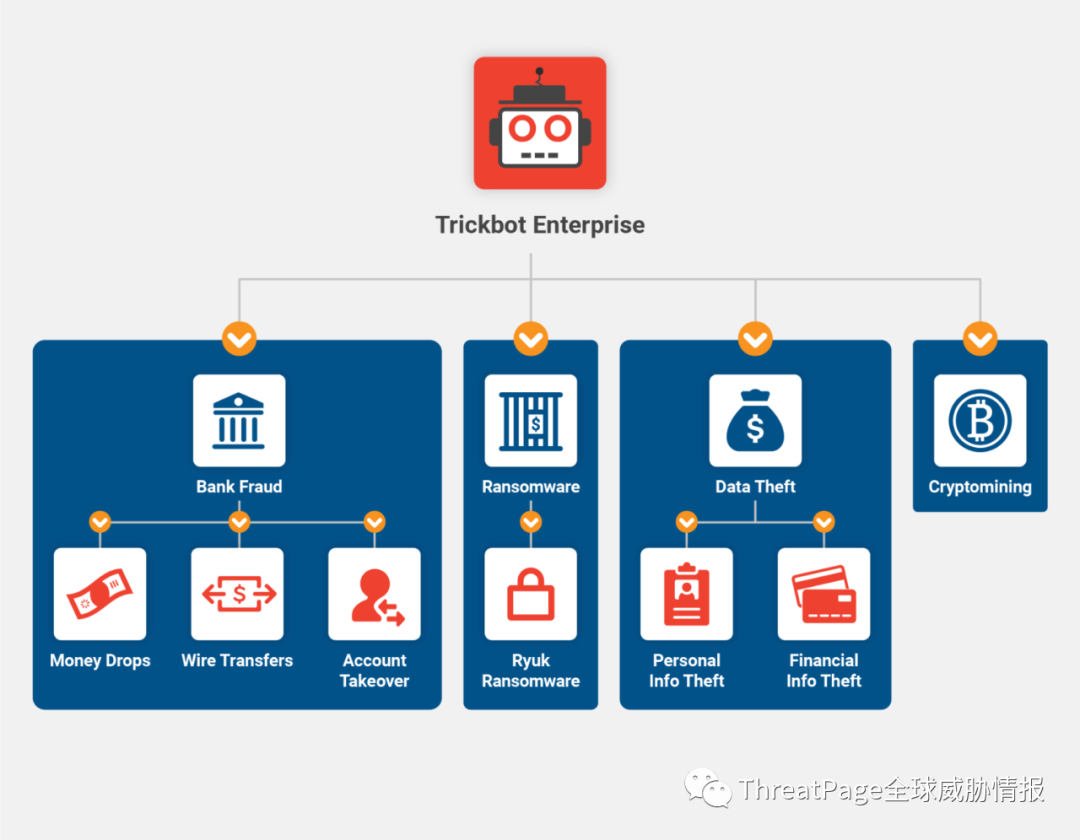 Trickbot Enterprise
Bank Fraud
Ransomware
Data Theft
Cryptomining
Money Drops
Wire Transfers
Account
Takeover
Ryuk
Ransomware
Personal
Info Theft
Financial
Info Theft
ThreatPage全球威胁情报